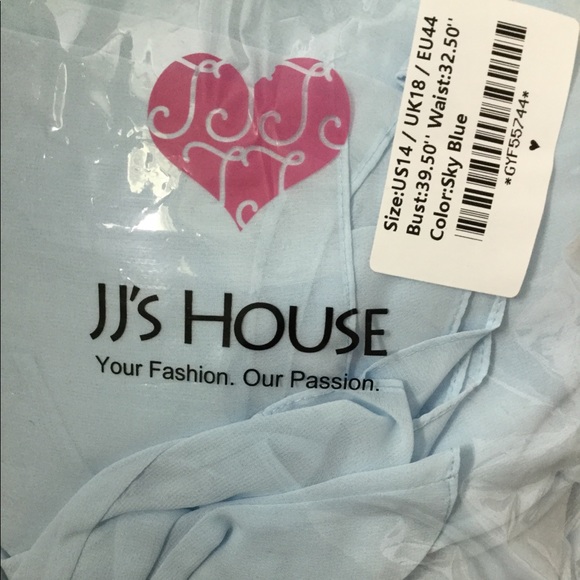 JJ's HOUSE
Your Fashion. Our Passion.
Size:US14 / UK18 / EU44
Bust:39.50'' Waist:32.50''
Color:Sky Blue
*GYF55744*